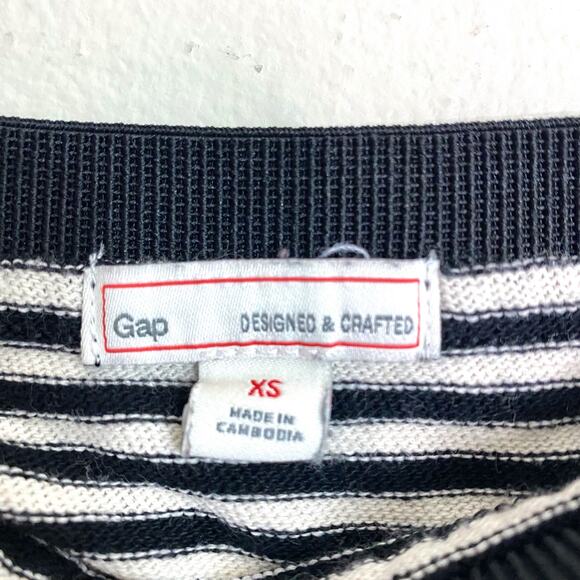 Gap DESIGNED & CRAFTED
XS
MADE IN
CAMBODIA